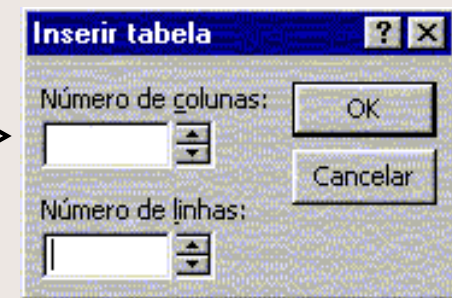 Inserir tabela
Número de colunas:
OK
Cancelar
Número de linhas: